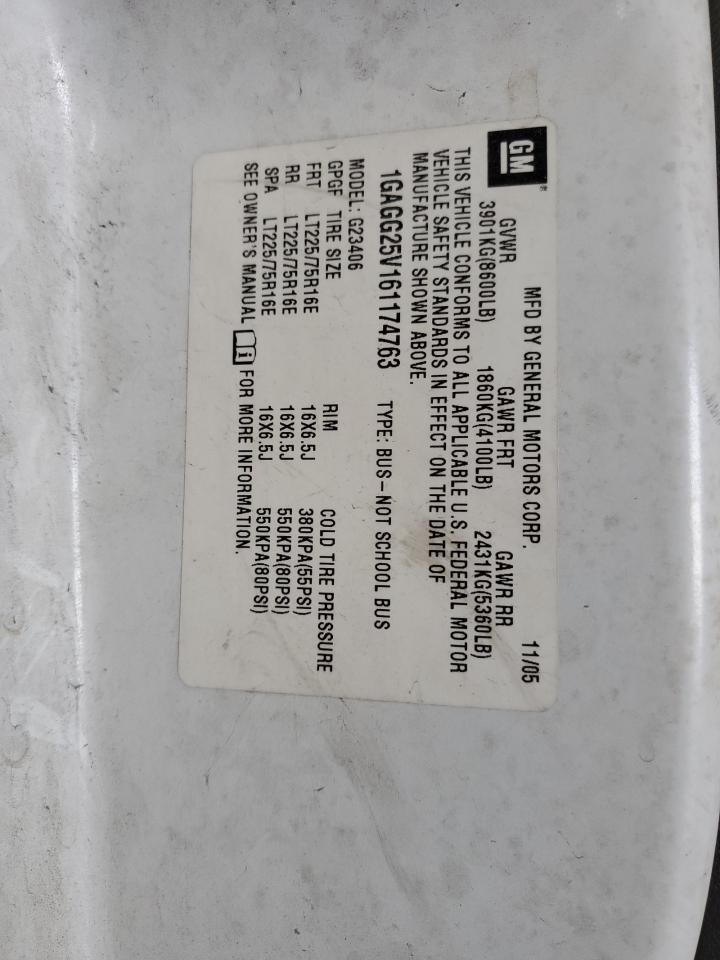 GM®
MFD BY GENERAL MOTORS CORP. 11/05
GVWR GAWR FRT GAWR RR
3901KG(8600LB) 1860KG(4100LB) 2431KG(5360LB)
THIS VEHICLE CONFORMS TO ALL APPLICABLE U.S. FEDERAL MOTOR
VEHICLE SAFETY STANDARDS IN EFFECT ON THE DATE OF
MANUFACTURE SHOWN ABOVE.
1GAGG25V161174763 TYPE: BUS-NOT SCHOOL BUS
MODEL: G23406
GPGF TIRE SIZE RIM COLD TIRE PRESSURE
FRT LT225/75R16E 16X6.5J 380KPA(55PSI)
RR LT225/75R16E 16X6.5J 550KPA(80PSI)
SPA LT225/75R16E 16X6.5J 550KPA(80PSI)
SEE OWNER'S MANUAL i FOR MORE INFORMATION.